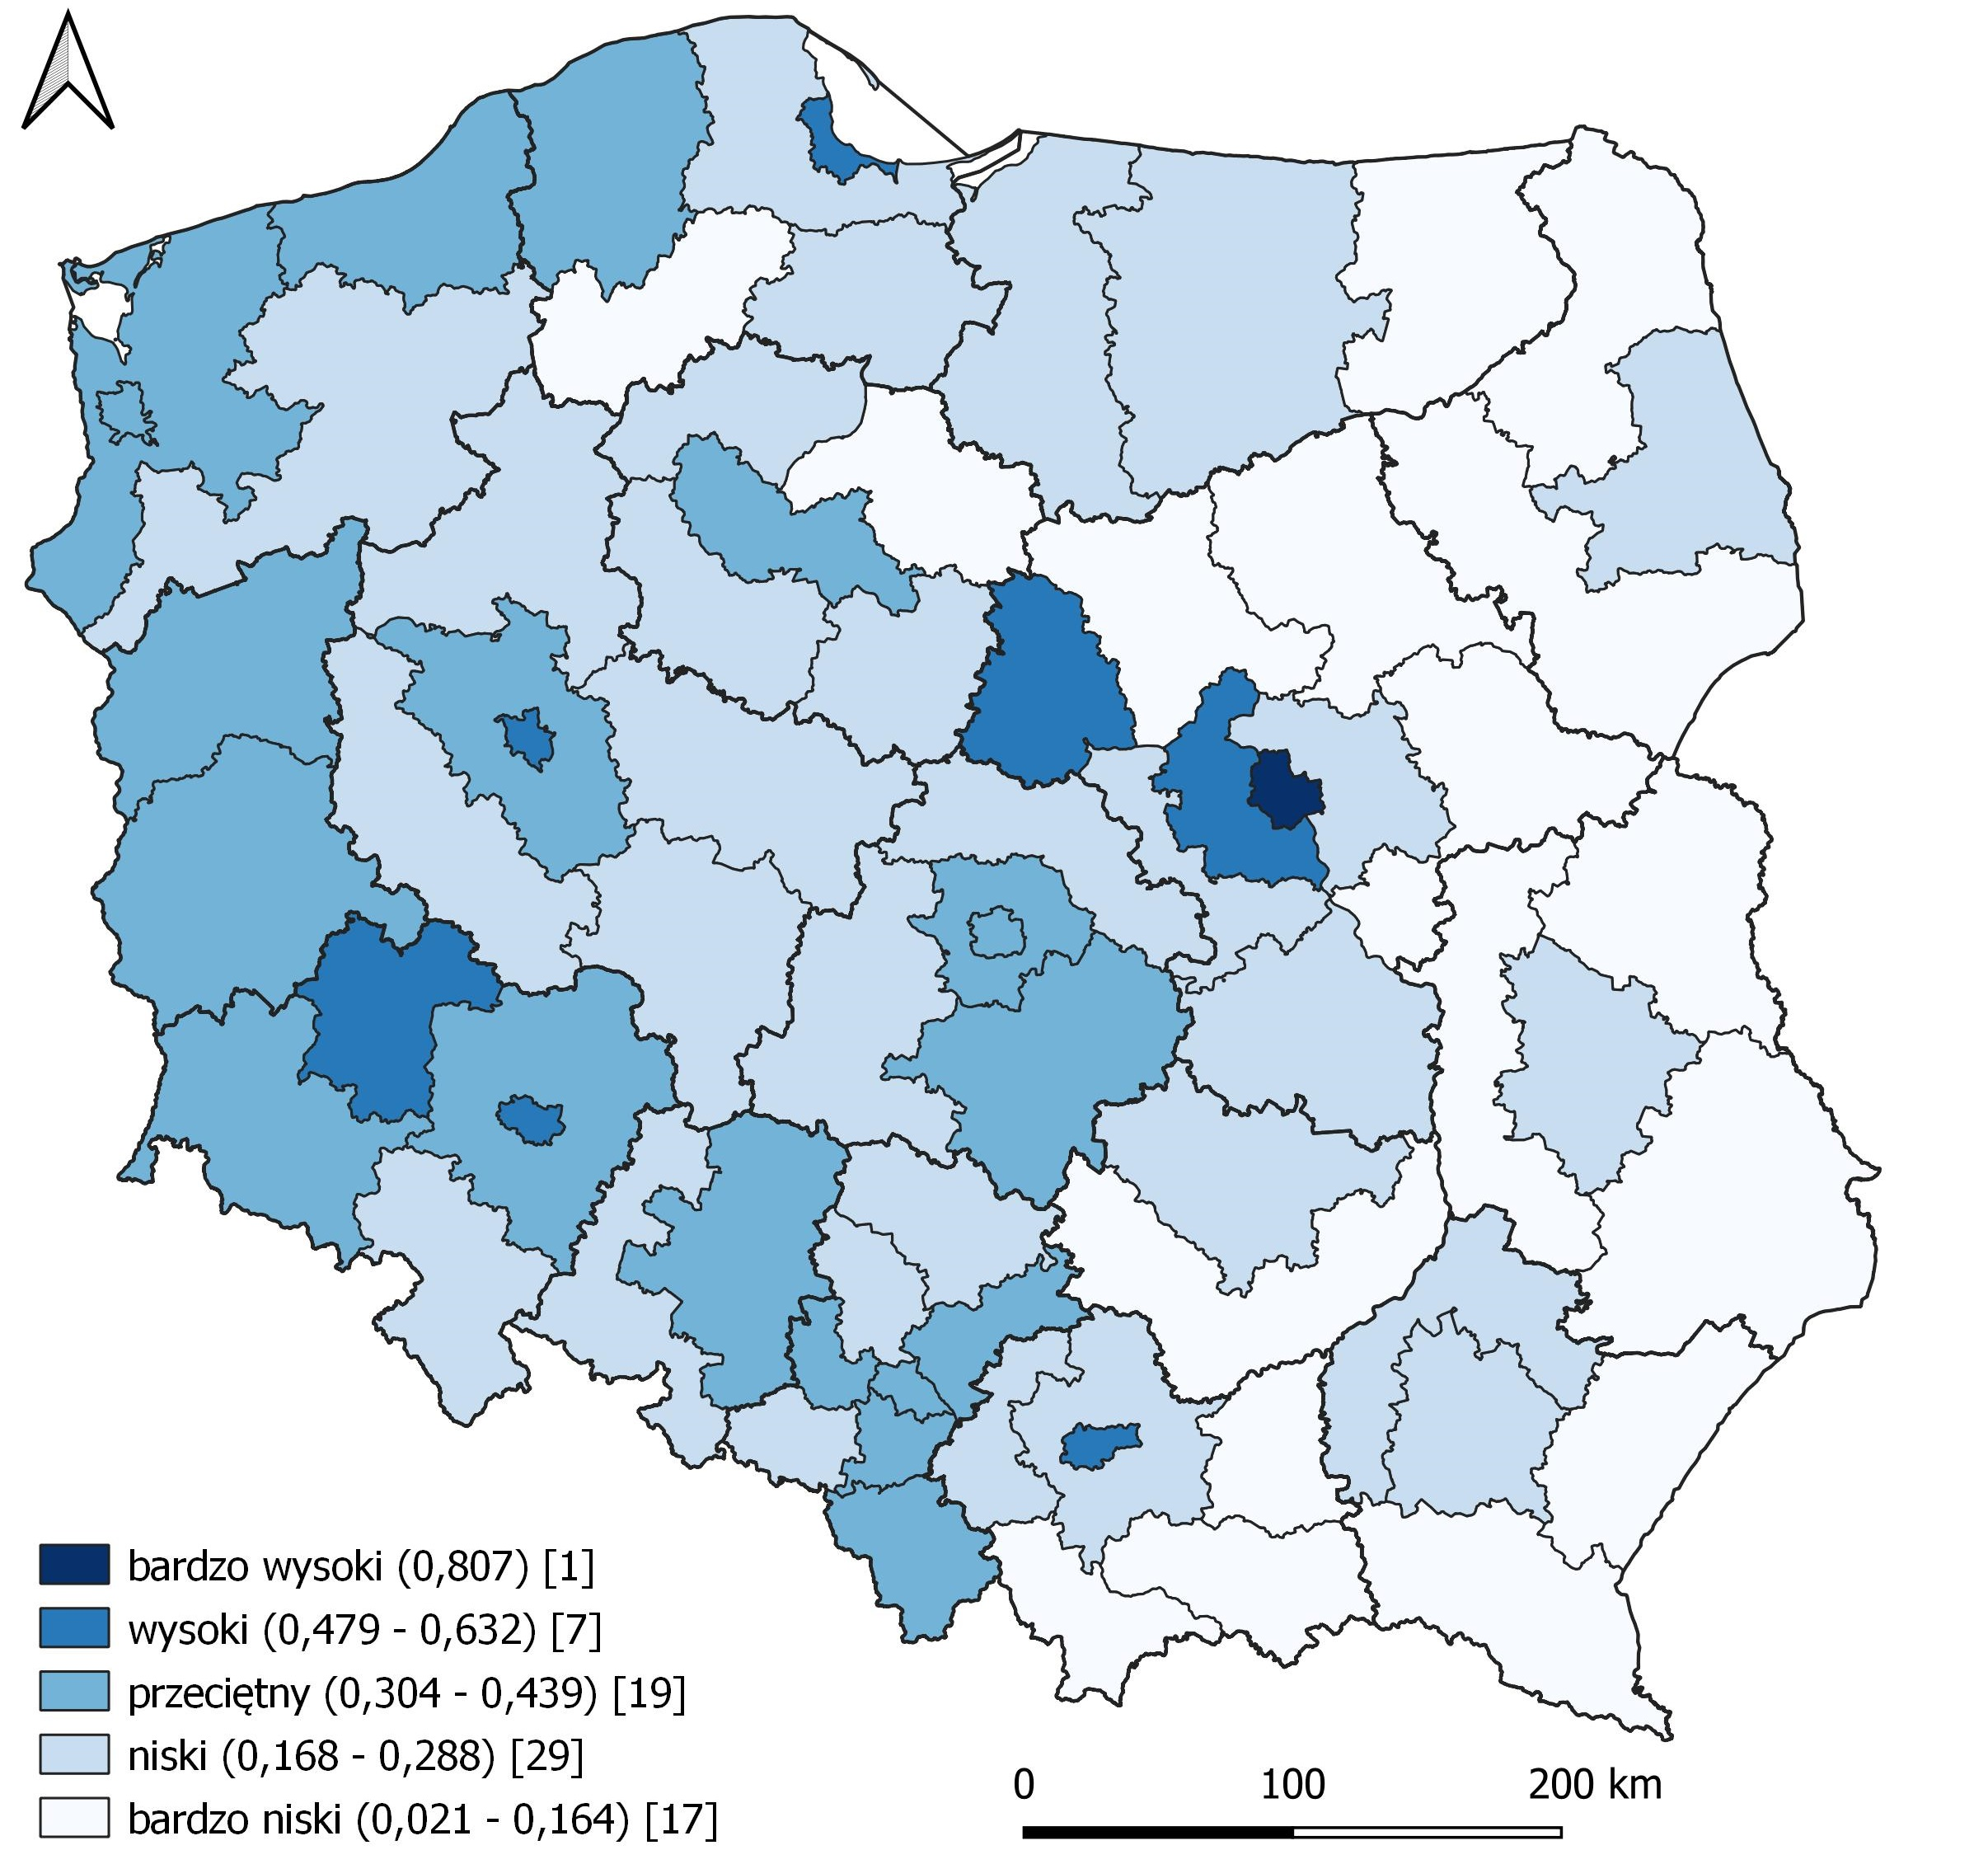 bardzo wysoki (0,807) [1]
wysoki (0,479 - 0,632) [7]
przeciętny (0,304 - 0,439) [19]
niski (0,168 - 0,288) [29]
bardzo niski (0,021 - 0,164) [17]
0 100 200 km